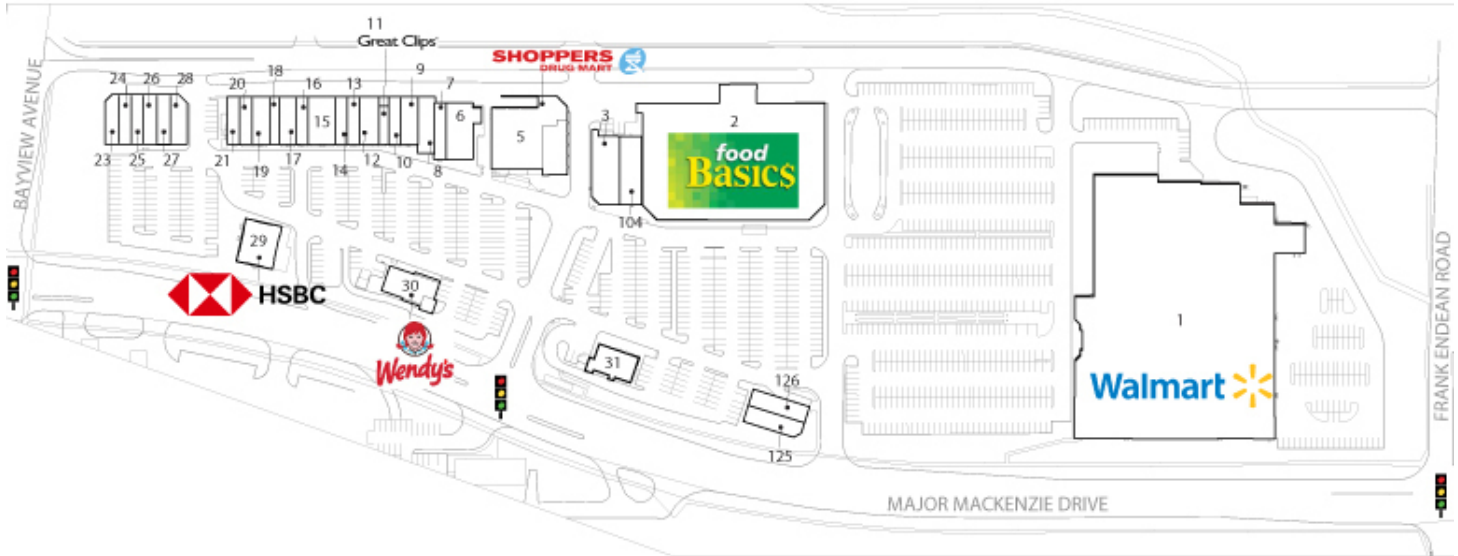 11
Great Clips
SHOPPERS
DRUG MART
24 26 28
20 18 16 13 9 7
15
6
5
3
2
food
Basic$
23 25 27
21 19 17 14 12 10 8
104
BAYVIEW AVENUE
29
HSBC
30
Wendy's
31
126
125
1
Walmart
FRANK ENDEAN ROAD
MAJOR MACKENZIE DRIVE